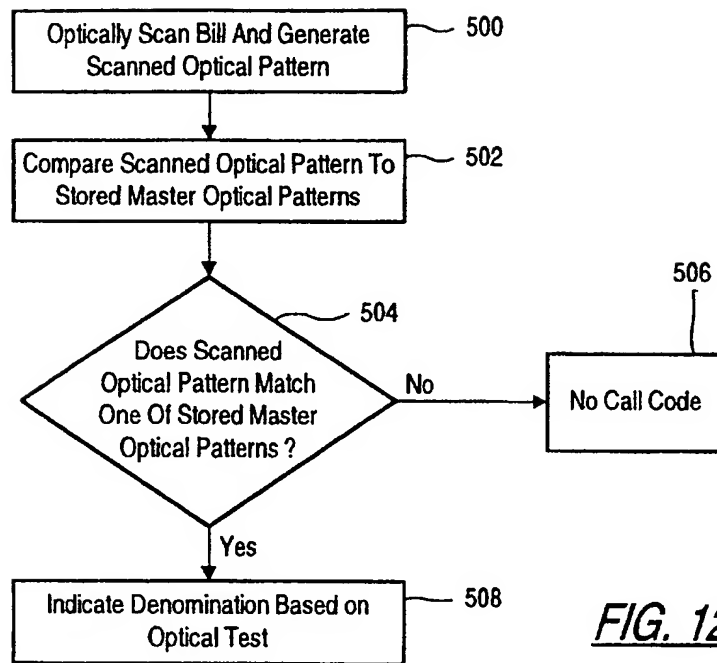 Optically Scan Bill And Generate
Scanned Optical Pattern
500
Compare Scanned Optical Pattern To
Stored Master Optical Patterns
502
504
Does Scanned
Optical Pattern Match
One Of Stored Master
Optical Patterns ?
No
506
No Call Code
Yes
Indicate Denomination Based on
Optical Test
508
FIG. 12